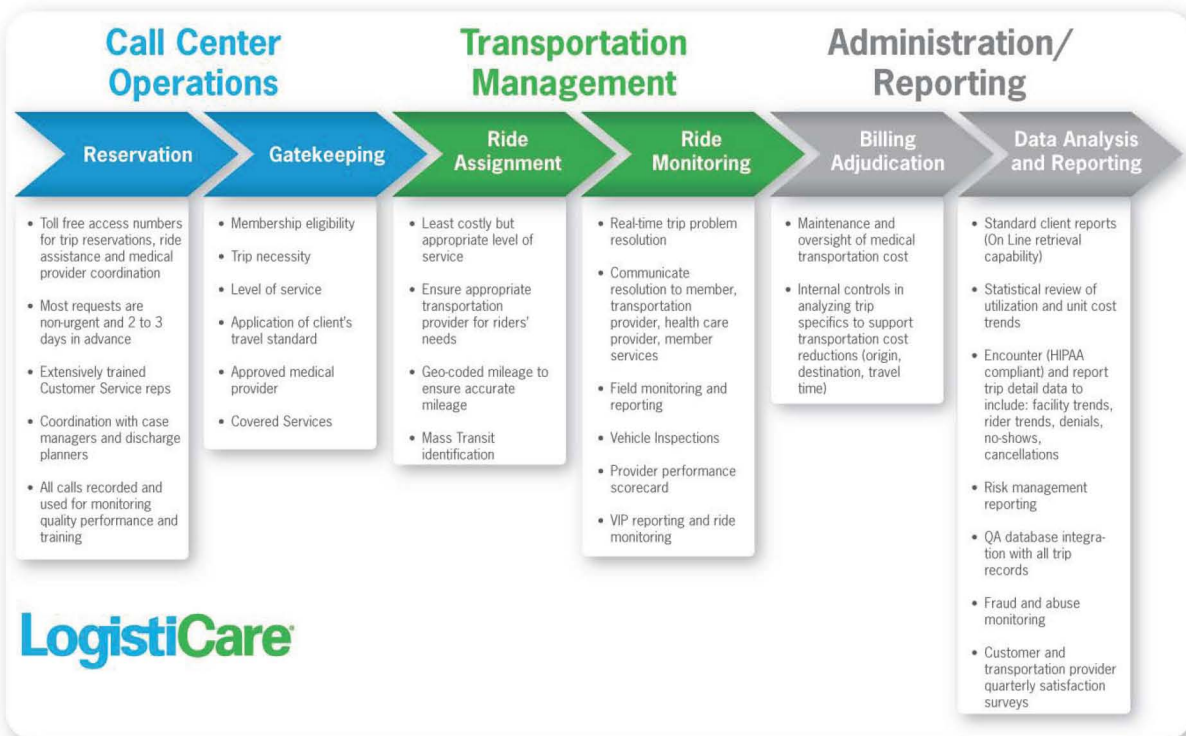 Call Center
Operations
Transportation
Management
Administration/
Reporting
Reservation
Gatekeeping
Ride
Assignment
Ride
Monitoring
Billing
Adjudication
Data Analysis
and Reporting
• Toll free access numbers
for trip reservations, ride
assistance and medical
provider coordination
• Most requests are
non-urgent and 2 to 3
days in advance
• Extensively trained
Customer Service reps
• Coordination with case
managers and discharge
planners
• All calls recorded and
used for monitoring
quality performance and
training
• Membership eligibility
• Trip necessity
• Level of service
• Application of client's
travel standard
• Approved medical
provider
• Covered Services
• Least costly but
appropriate level of
service
• Ensure appropriate
transportation
provider for riders'
needs
• Geo-coded mileage to
ensure accurate
mileage
• Mass Transit
identification
• Real-time trip problem
resolution
• Communicate
resolution to member,
transportation
provider, health care
provider, member
services
• Field monitoring and
reporting
• Vehicle Inspections
• Provider performance
scorecard
• VIP reporting and ride
monitoring
• Maintenance and
oversight of medical
transportation cost
• Internal controls in
analyzing trip
specifics to support
transportation cost
reductions (origin,
destination, travel
time)
• Standard client reports
(On Line retrieval
capability)
• Statistical review of
utilization and unit cost
trends
• Encounter (HIPAA
compliant) and report
trip detail data to
include: facility trends,
rider trends, denials,
no-shows,
cancellations
• Risk management
reporting
• QA database integra-
tion with all trip
records
• Fraud and abuse
monitoring
• Customer and
transportation provider
quarterly satisfaction
surveys
LogistiCare